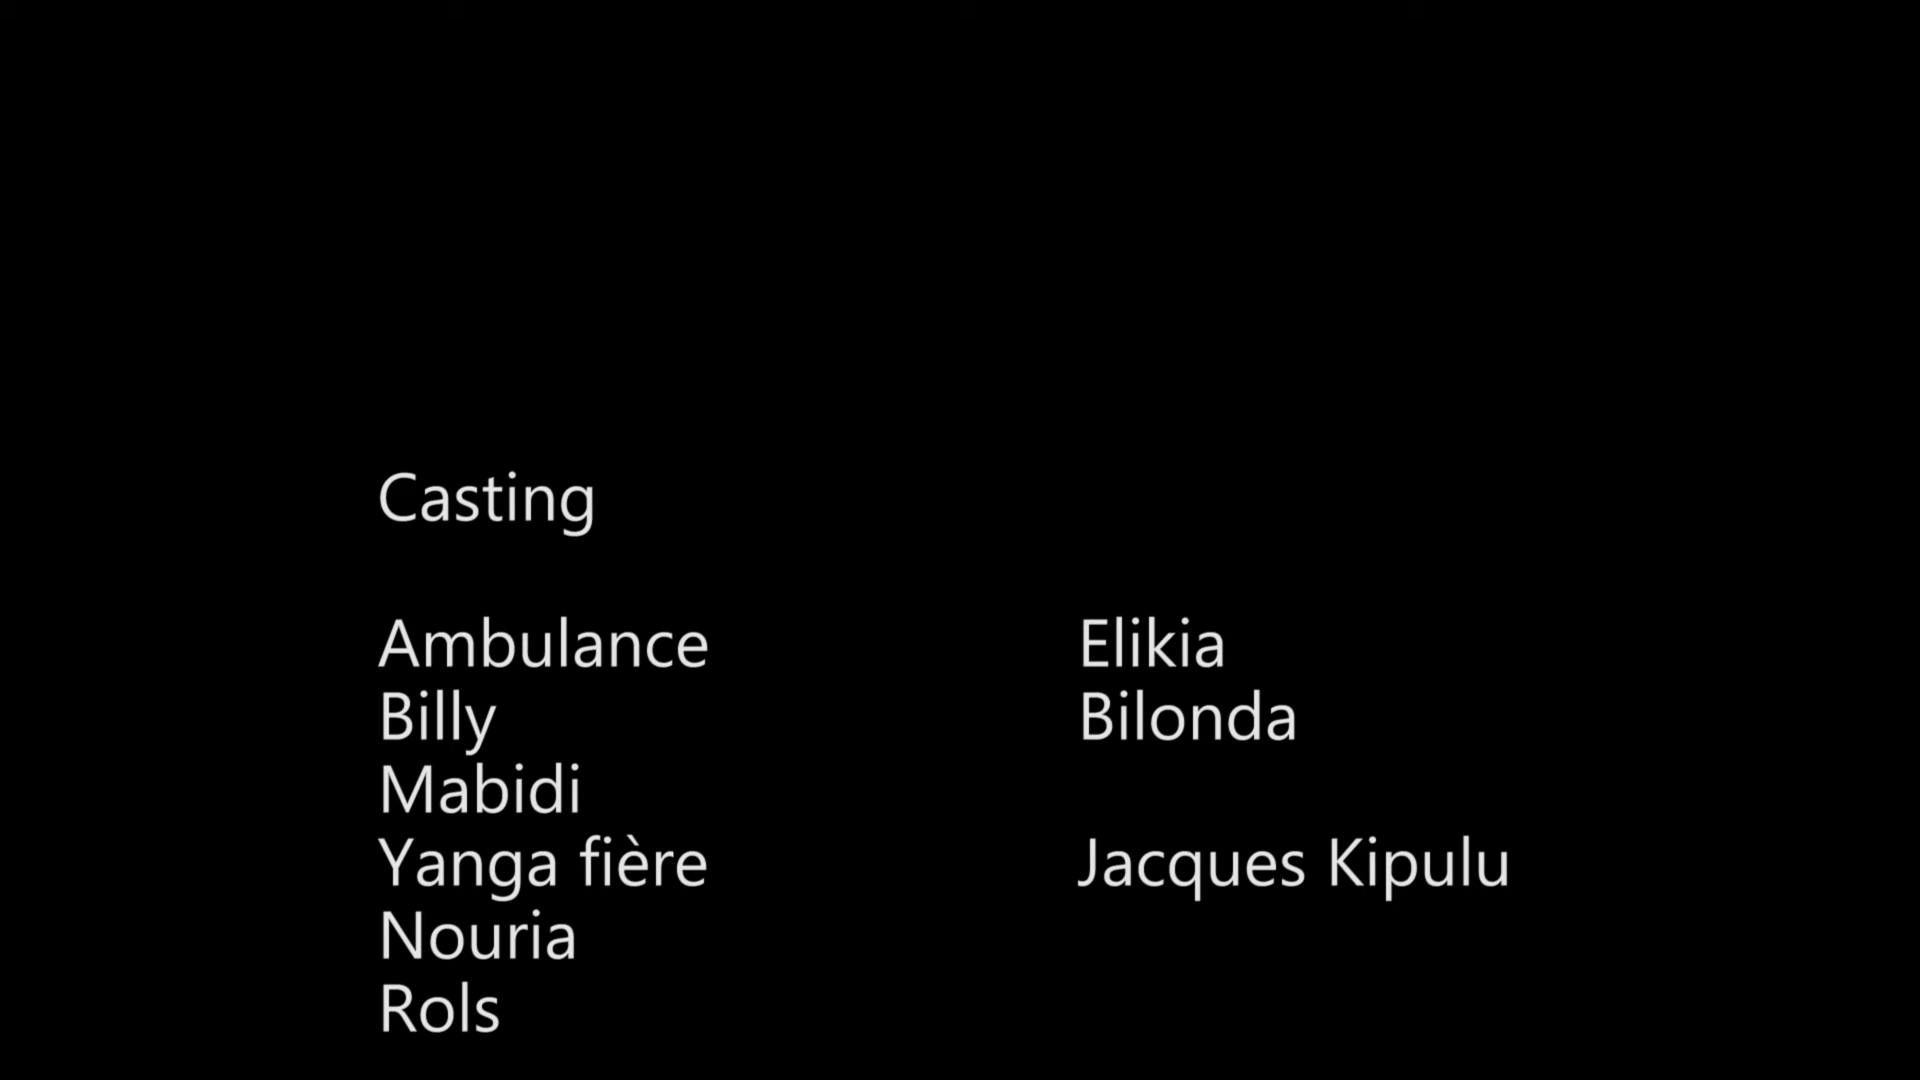 Casting
Ambulance Elikia
Billy Bilonda
Mabidi
Yanga fière Jacques Kipulu
Nouria
Rols